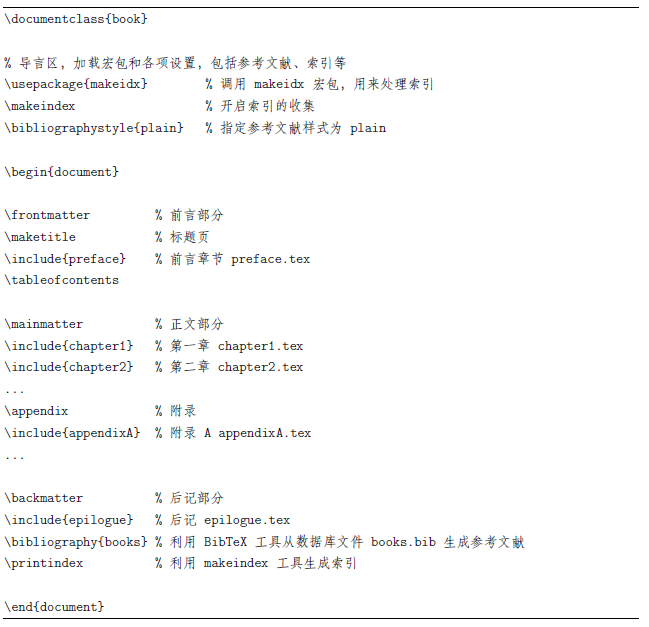 \documentclass{book}
% 导言区，加载宏包和各项设置，包括参考文献、索引等
\usepackage{makeidx} % 调用 makeidx 宏包，用来处理索引
\makeindex % 开启索引的收集
\bibliographystyle{plain} % 指定参考文献样式为 plain
\begin{document}
\frontmatter % 前言部分
\maketitle % 标题页
\include{preface} % 前言章节 preface.tex
\tableofcontents
\mainmatter % 正文部分
\include{chapter1} % 第一章 chapter1.tex
\include{chapter2} % 第二章 chapter2.tex
...
\appendix % 附录
\include{appendixA} % 附录 A appendixA.tex
...
\backmatter % 后记部分
\include{epilogue} % 后记 epilogue.tex
\bibliography{books} % 利用 BibTeX 工具从数据库文件 books.bib 生成参考文献
\printindex % 利用 makeindex 工具生成索引
\end{document}